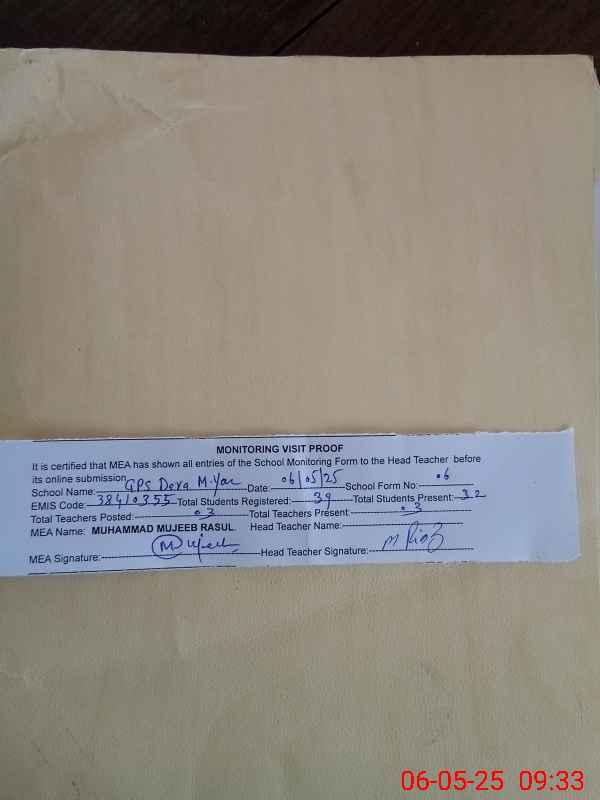 MONITORING VISIT PROOF
It is certified that MEA has shown all entries of the School Monitoring Form to the Head Teacher before
its online submission
School Name: GPS Dera M.Yar Date: 06/05/25 School Form No: 06
EMIS Code: 38410355 Total Students Registered: 39 Total Students Present: 32
Total Teachers Posted: 03 Total Teachers Present: 03
MEA Name: MUHAMMAD MUJEEB RASUL Head Teacher Name:
MEA Signature: Mujeeb Head Teacher Signature: M Riaz
06-05-25 09:33